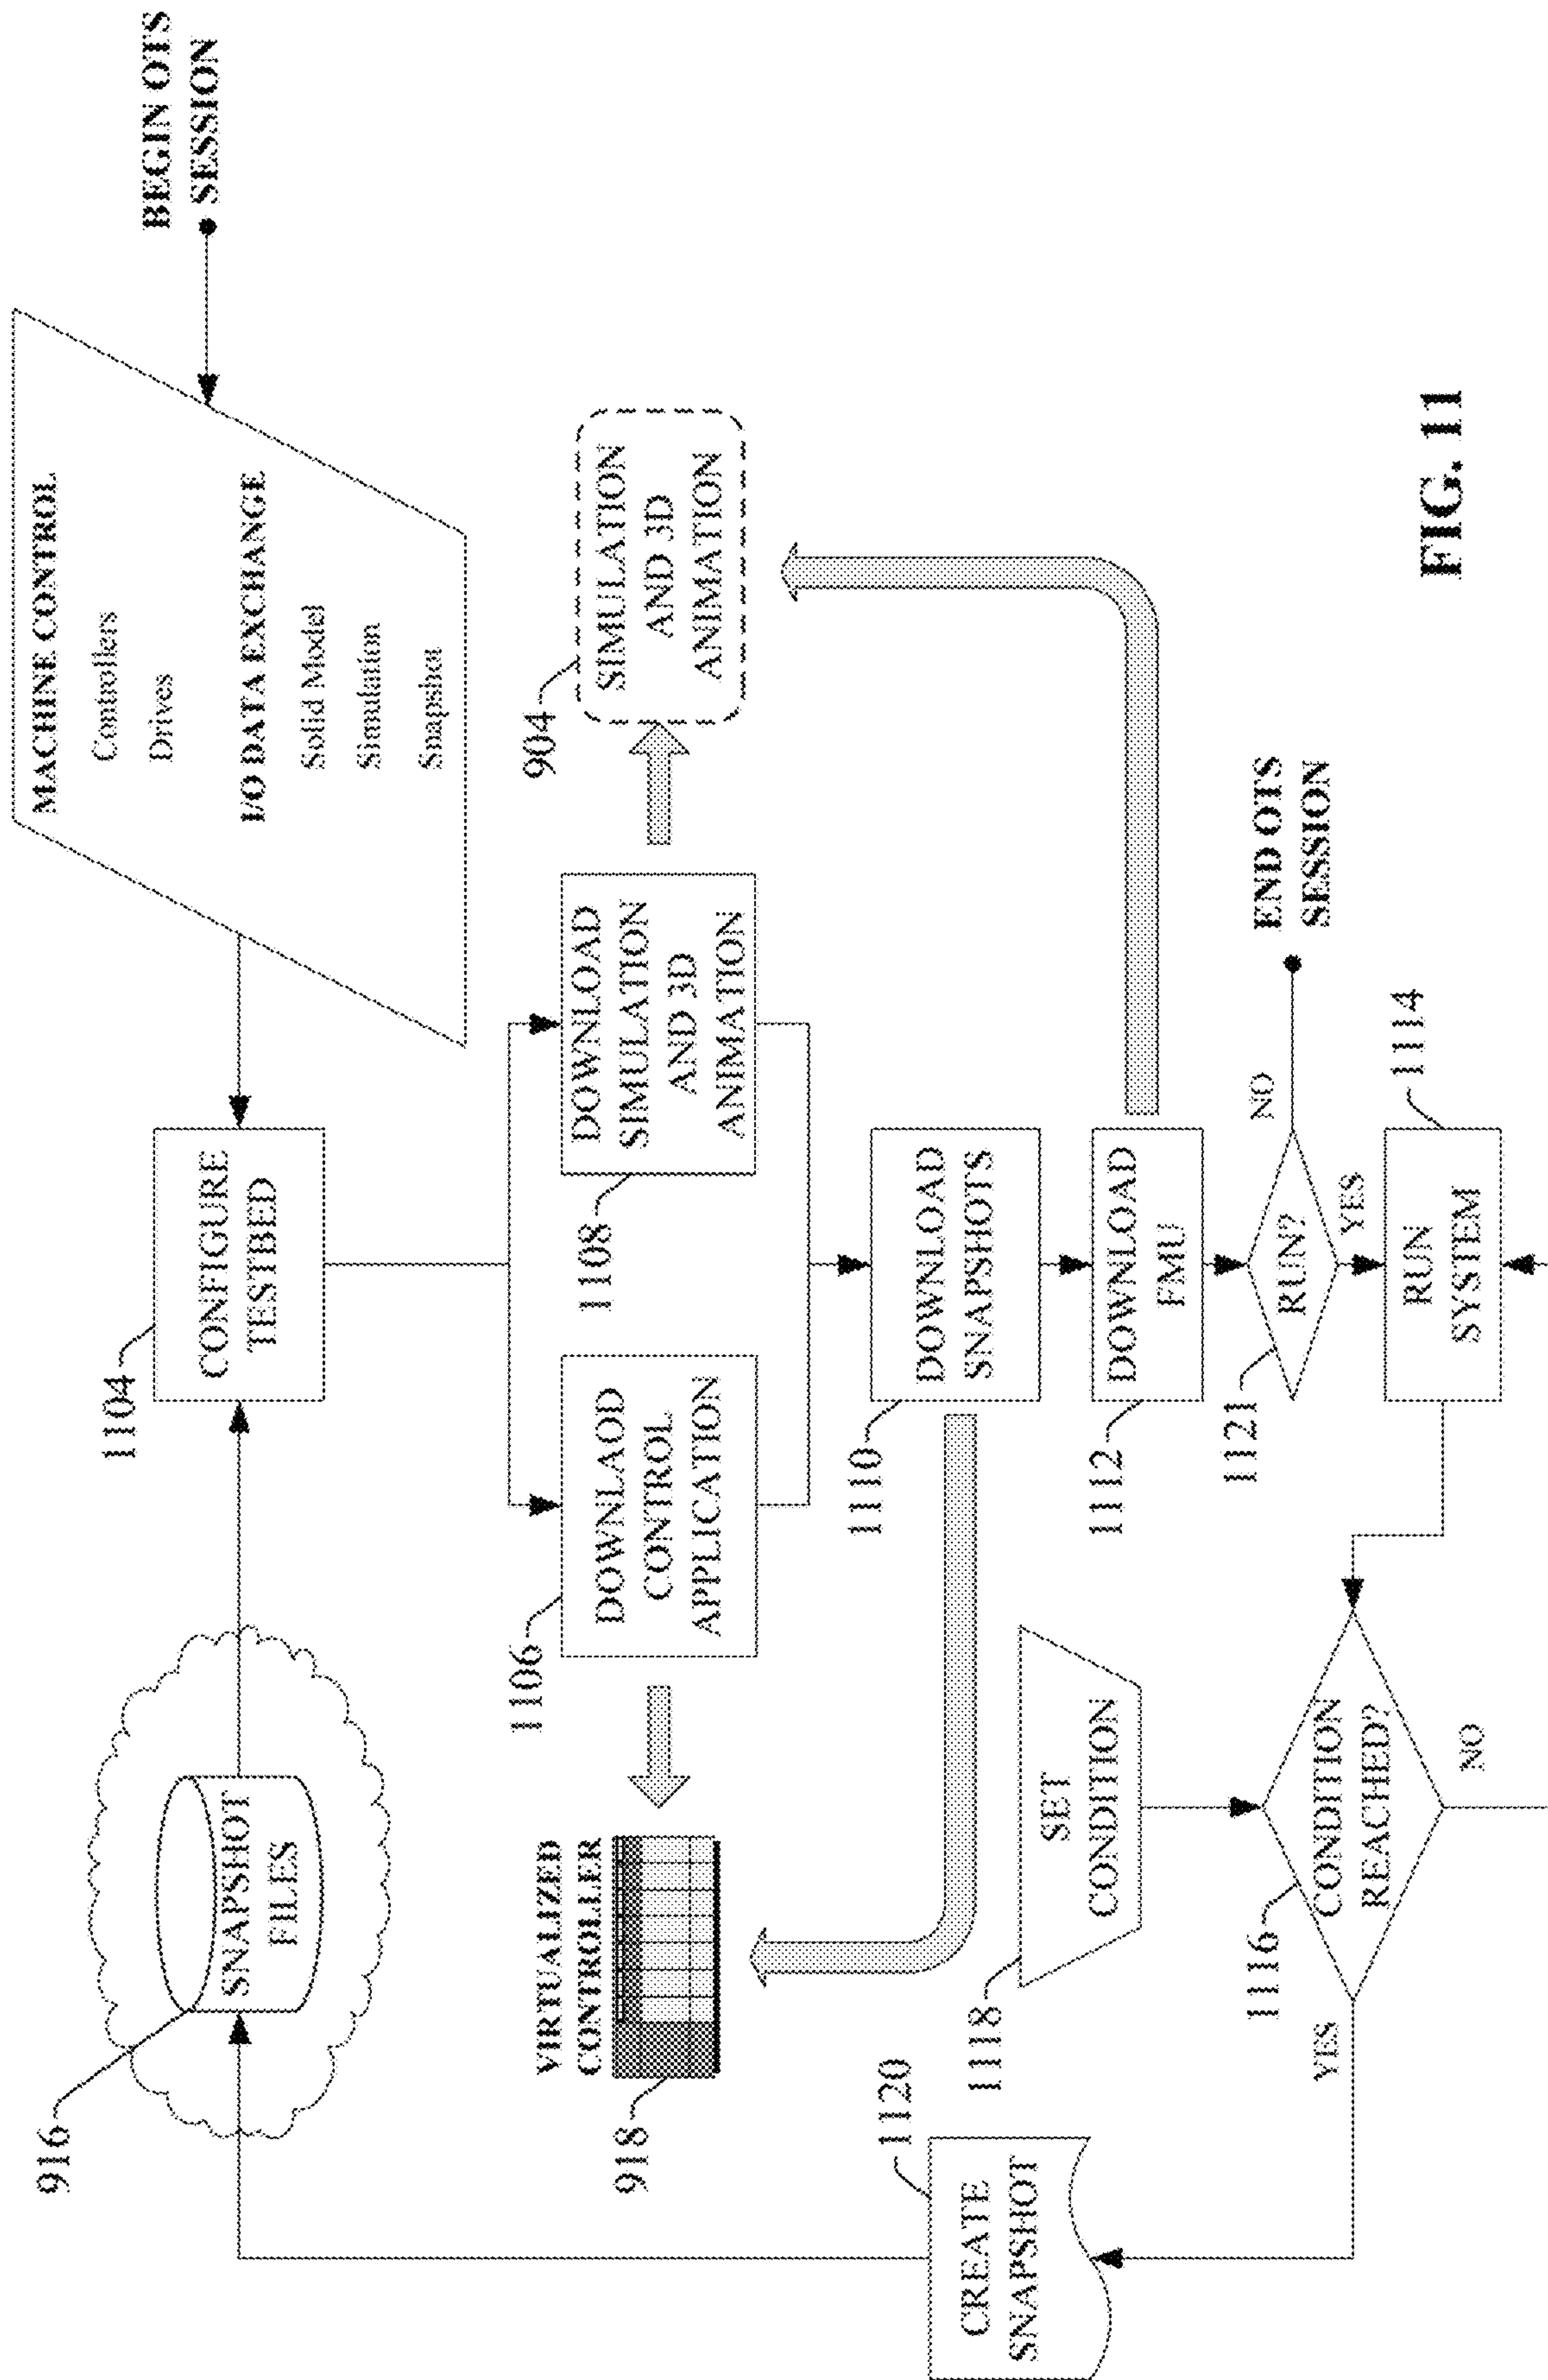 BEGIN OTS
SESSION
MACHINE CONTROL
Controllers
Drives
I/O DATA EXCHANGE
Solid Model
Simulation
Snapshot
916
SNAPSHOT
FILES
1104
CONFIGURE
TESTBED
VIRTUALIZED
CONTROLLER
918
1106
DOWNLAOD
CONTROL
APPLICATION
1108
DOWNLOAD
SIMULATION
AND 3D
ANIMATION
904
SIMULATION
AND 3D
ANIMATION
1110
DOWNLOAD
SNAPSHOTS
1112
DOWNLOAD
FMU
1121
RUN?
NO
END OTS
SESSION
YES
1114
RUN
SYSTEM
1118
SET
CONDITION
1116
CONDITION
REACHED?
NO
YES
1120
CREATE
SNAPSHOT
FIG. 11